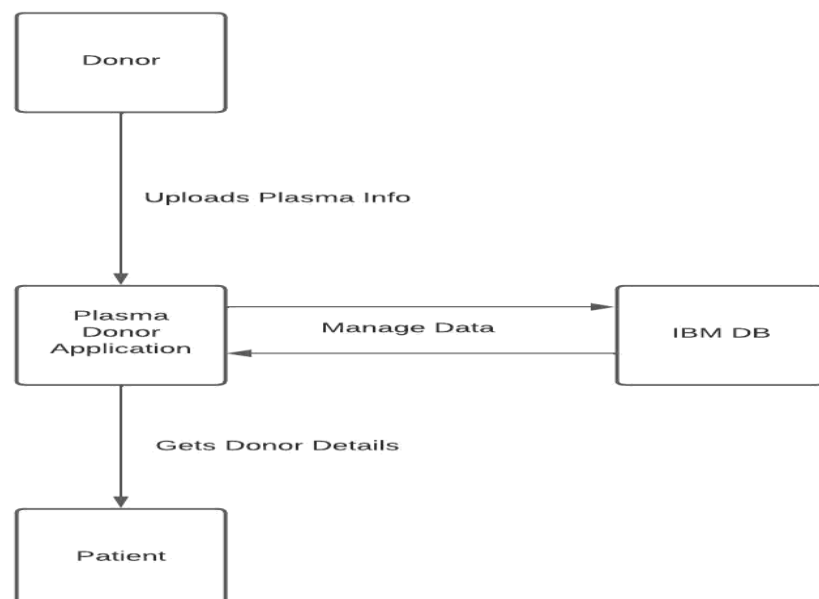 Donor
Uploads Plasma Info
Plasma
Donor
Application
Manage Data
IBM DB
Gets Donor Details
Patient